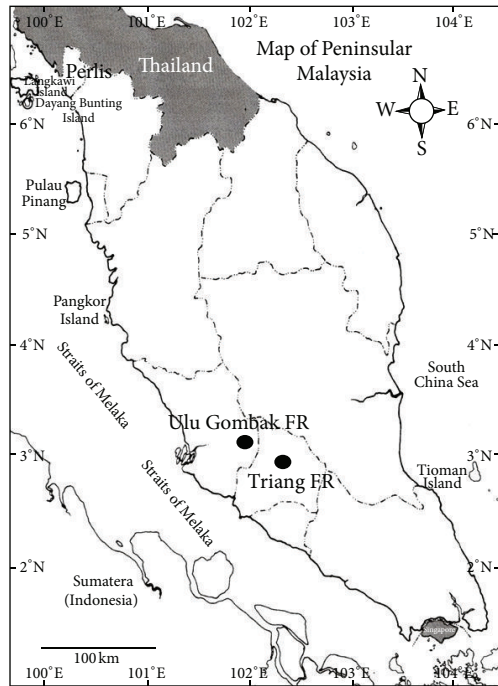 100˚E 101˚E 102˚E 103˚E 104˚E
Map of Peninsular
Malaysia
Thailand
Perlis
Langkawi
Island
Dayang Bunting
Island
N
W E
S
6˚N 6˚N
Pulau
Pinang
5˚N 5˚N
Pangkor
Island
4˚N 4˚N
Straits of Melaka
South
China Sea
Ulu Gombak FR
3˚N 3˚N
Triang FR
Tioman
Island
Straits of Melaka
2˚N 1˚N
Sumatera
(Indonesia)
Singapore
100 km
100˚E 101˚E 102˚E 103˚E 104˚E